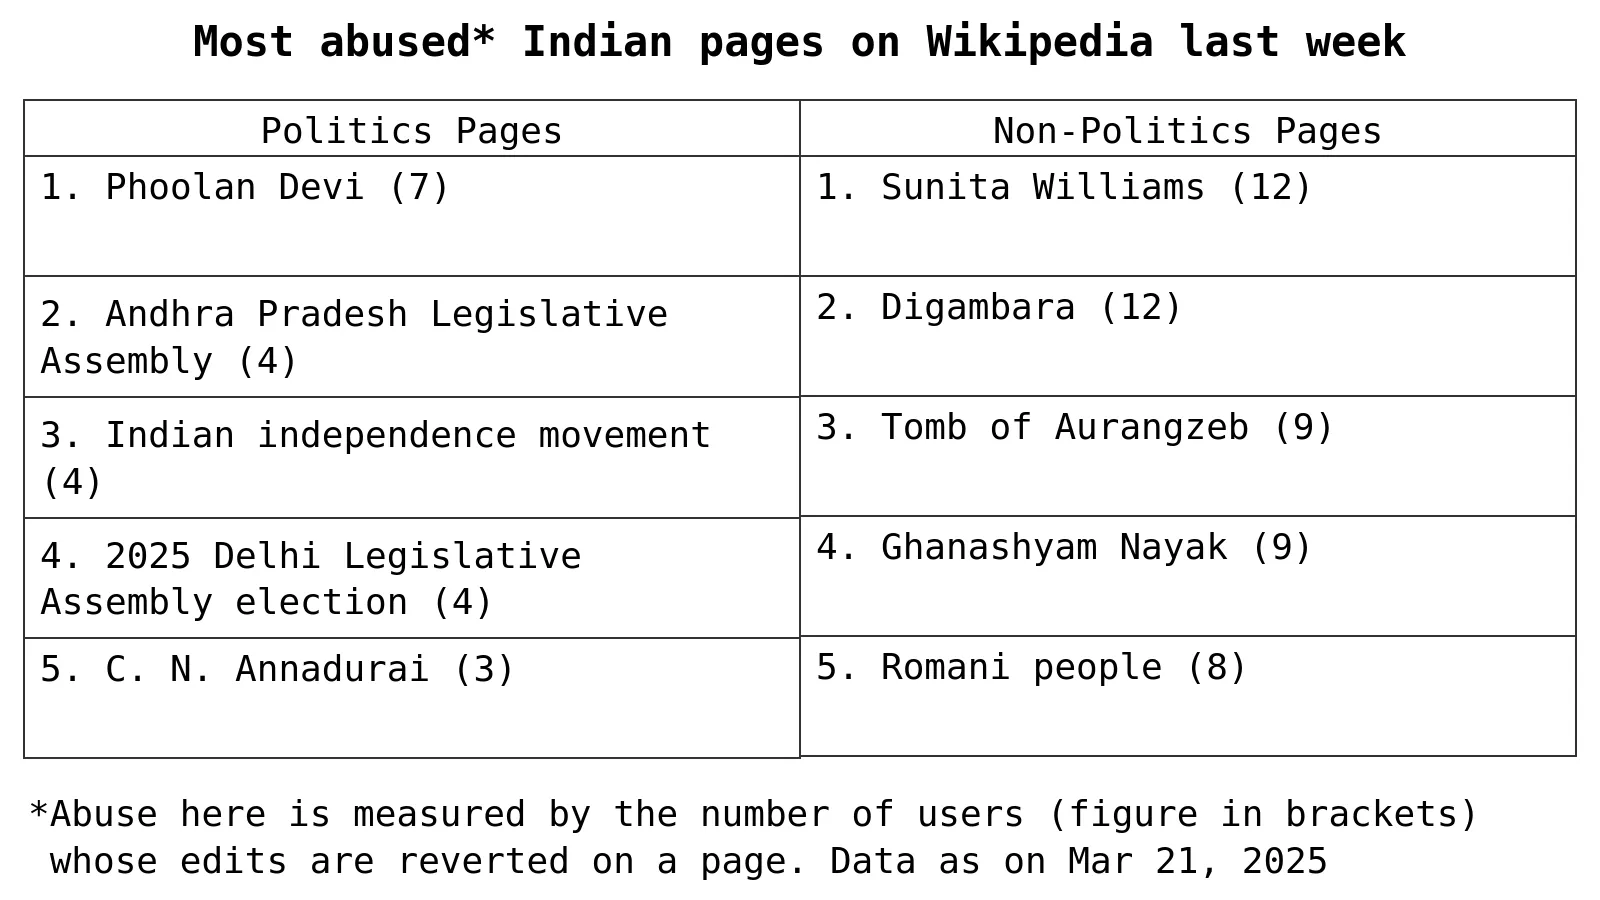 Most abused* Indian pages on Wikipedia last week
Politics Pages
1. Phoolan Devi (7)
2. Andhra Pradesh Legislative
Assembly (4)
3. Indian independence movement
(4)
4. 2025 Delhi Legislative
Assembly election (4)
5. C. N. Annadurai (3)
Non-Politics Pages
1. Sunita Williams (12)
2. Digambara (12)
3. Tomb of Aurangzeb (9)
4. Ghanashyam Nayak (9)
5. Romani people (8)
*Abuse here is measured by the number of users (figure in brackets)
whose edits are reverted on a page. Data as on Mar 21, 2025